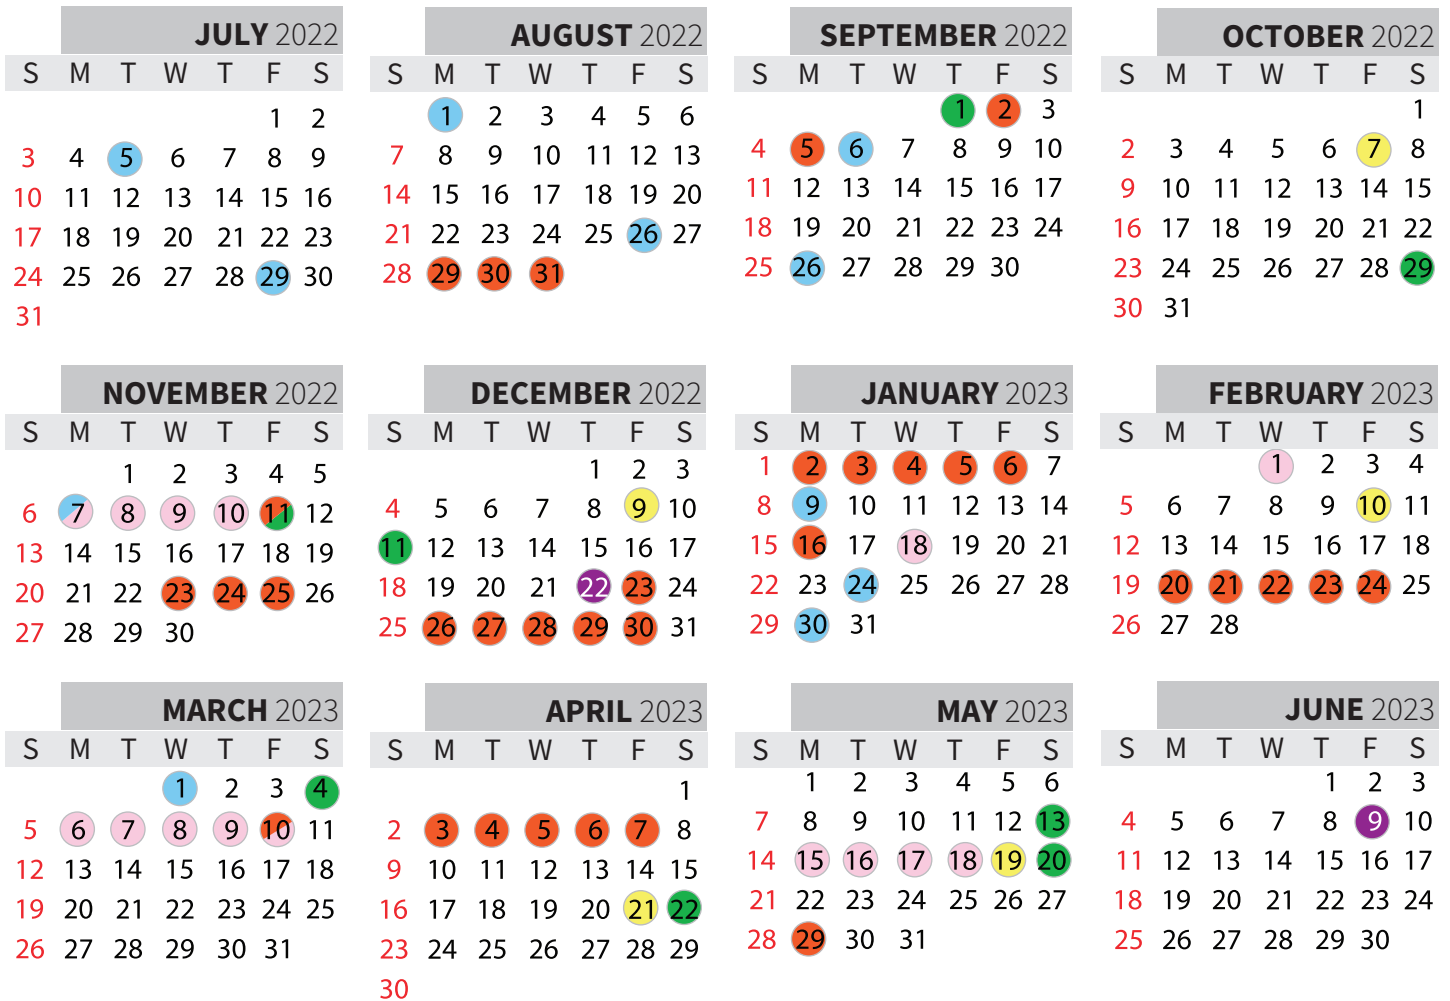 JULY 2022
S M T W T F S
1 2
3 4 5 6 7 8 9
10 11 12 13 14 15 16
17 18 19 20 21 22 23
24 25 26 27 28 29 30
31
AUGUST 2022
S M T W T F S
1 2 3 4 5 6
7 8 9 10 11 12 13
14 15 16 17 18 19 20
21 22 23 24 25 26 27
28 29 30 31
SEPTEMBER 2022
S M T W T F S
1 2 3
4 5 6 7 8 9 10
11 12 13 14 15 16 17
18 19 20 21 22 23 24
25 26 27 28 29 30
OCTOBER 2022
S M T W T F S
1
2 3 4 5 6 7 8
9 10 11 12 13 14 15
16 17 18 19 20 21 22
23 24 25 26 27 28 29
30 31
NOVEMBER 2022
S M T W T F S
1 2 3 4 5
6 7 8 9 10 11 12
13 14 15 16 17 18 19
20 21 22 23 24 25 26
27 28 29 30
DECEMBER 2022
S M T W T F S
1 2 3
4 5 6 7 8 9 10
11 12 13 14 15 16 17
18 19 20 21 22 23 24
25 26 27 28 29 30 31
JANUARY 2023
S M T W T F S
1 2 3 4 5 6 7
8 9 10 11 12 13 14
15 16 17 18 19 20 21
22 23 24 25 26 27 28
29 30 31
FEBRUARY 2023
S M T W T F S
1 2 3 4
5 6 7 8 9 10 11
12 13 14 15 16 17 18
19 20 21 22 23 24 25
26 27 28
MARCH 2023
S M T W T F S
1 2 3 4
5 6 7 8 9 10 11
12 13 14 15 16 17 18
19 20 21 22 23 24 25
26 27 28 29 30 31
APRIL 2023
S M T W T F S
1
2 3 4 5 6 7 8
9 10 11 12 13 14 15
16 17 18 19 20 21 22
23 24 25 26 27 28 29
30
MAY 2023
S M T W T F S
1 2 3 4 5 6
7 8 9 10 11 12 13
14 15 16 17 18 19 20
21 22 23 24 25 26 27
28 29 30 31
JUNE 2023
S M T W T F S
1 2 3
4 5 6 7 8 9 10
11 12 13 14 15 16 17
18 19 20 21 22 23 24
25 26 27 28 29 30